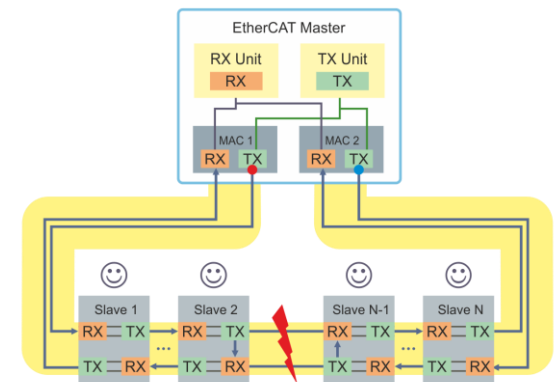 EtherCAT Master
RX Unit TX Unit
RX TX
MAC 1 MAC 2
RX TX RX TX
Slave 1 Slave 2 Slave N-1 Slave N
RX TX RX TX RX TX RX TX
... ...
TX RX TX RX TX RX TX RX